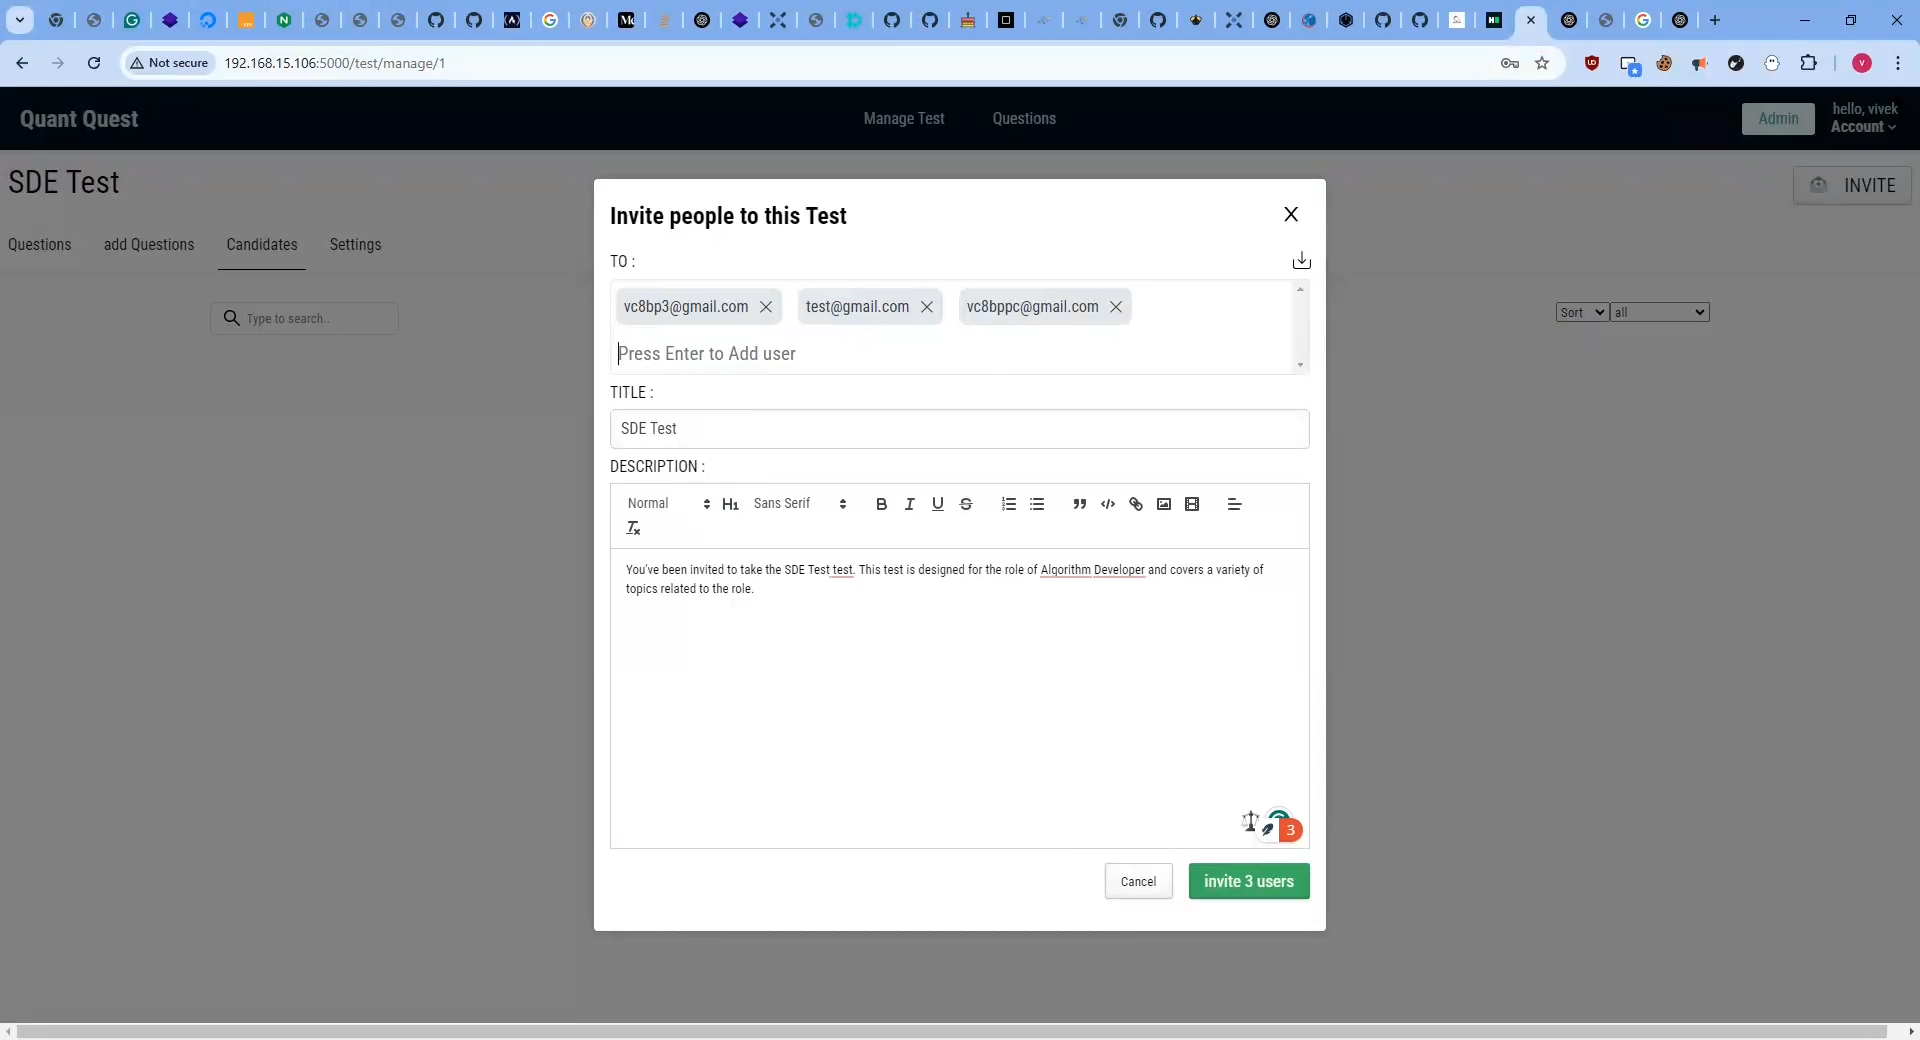 Not secure
192.168.15.106:5000/test/manage/1
V
Quant Quest
Manage Test
Questions
Admin
hello, vivek
Account
SDE Test
INVITE
Questions
add Questions
Candidates
Settings
Type to search..
Sort
all
Invite people to this Test
X
TO :
vc8bp3@gmail.com
test@gmail.com
vc8bppc@gmail.com
Press Enter to Add user
TITLE :
SDE Test
DESCRIPTION :
Normal
H1
Sans Serif
B
I
U
S
You've been invited to take the SDE Test test. This test is designed for the role of Algorithm Developer and covers a variety of
topics related to the role.
3
Cancel
invite 3 users